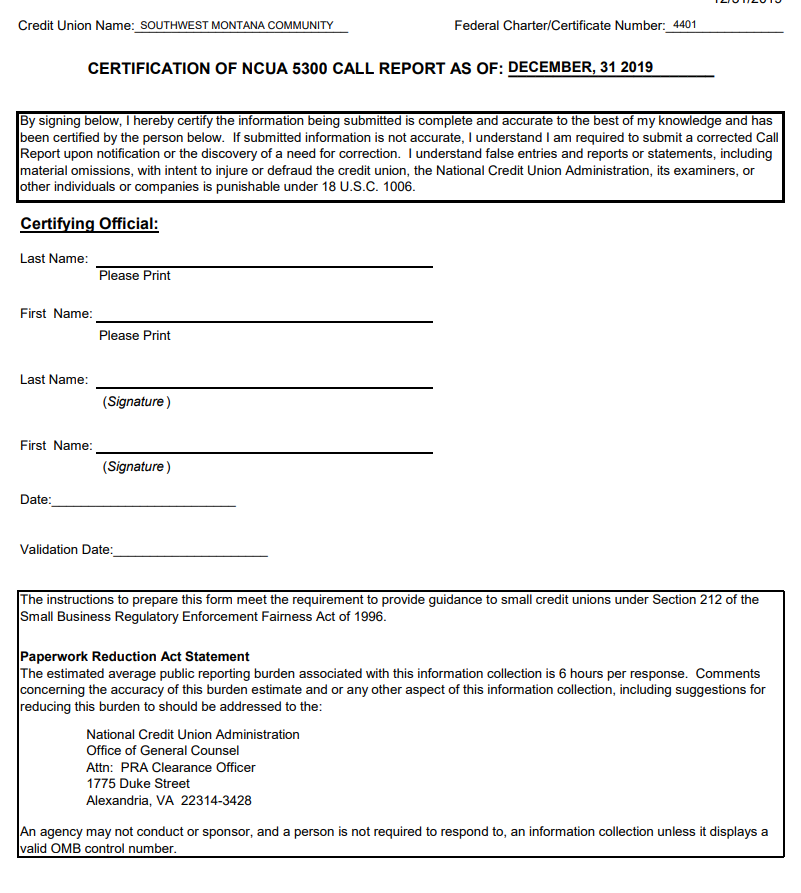 12/31/2019
Credit Union Name: SOUTHWEST MONTANA COMMUNITY Federal Charter/Certificate Number: 4401
CERTIFICATION OF NCUA 5300 CALL REPORT AS OF: DECEMBER, 31 2019
By signing below, I hereby certify the information being submitted is complete and accurate to the best of my knowledge and has
been certified by the person below. If submitted information is not accurate, I understand I am required to submit a corrected Call
Report upon notification or the discovery of a need for correction. I understand false entries and reports or statements, including
material omissions, with intent to injure or defraud the credit union, the National Credit Union Administration, its examiners, or
other individuals or companies is punishable under 18 U.S.C. 1006.
Certifying Official:
Last Name:
Please Print
First Name:
Please Print
Last Name:
(Signature )
First Name:
(Signature )
Date:
Validation Date:
The instructions to prepare this form meet the requirement to provide guidance to small credit unions under Section 212 of the
Small Business Regulatory Enforcement Fairness Act of 1996.
Paperwork Reduction Act Statement
The estimated average public reporting burden associated with this information collection is 6 hours per response. Comments
concerning the accuracy of this burden estimate and or any other aspect of this information collection, including suggestions for
reducing this burden to should be addressed to the:
National Credit Union Administration
Office of General Counsel
Attn: PRA Clearance Officer
1775 Duke Street
Alexandria, VA 22314-3428
An agency may not conduct or sponsor, and a person is not required to respond to, an information collection unless it displays a
valid OMB control number.